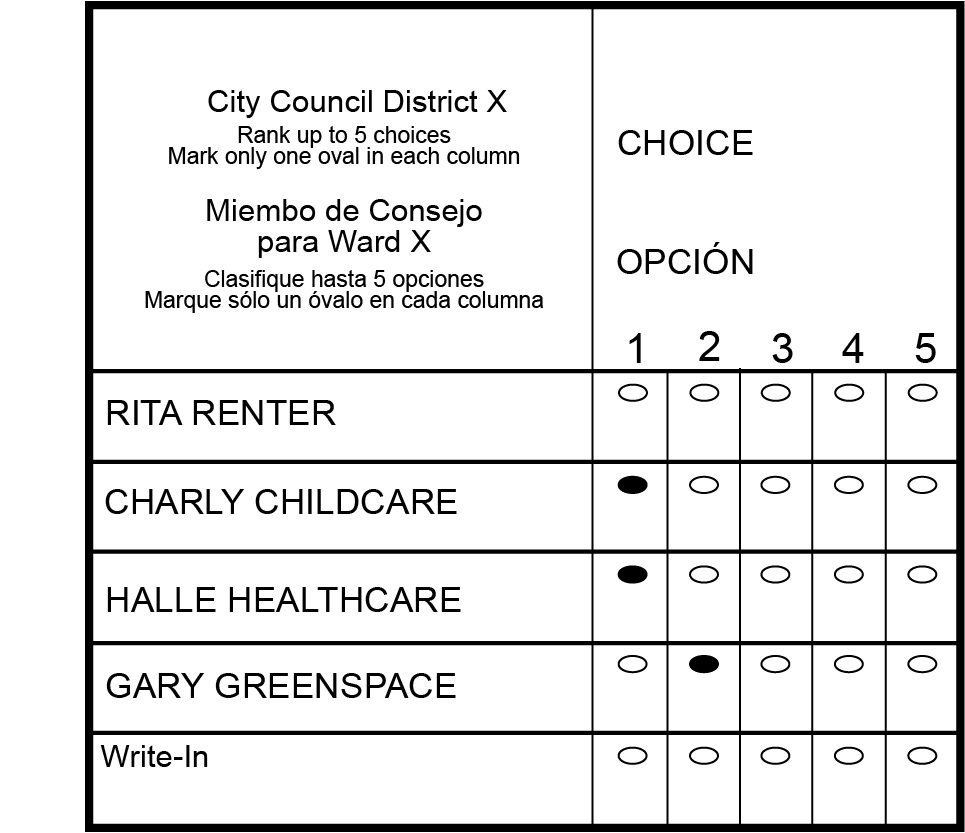 City Council District X
Rank up to 5 choices
Mark only one oval in each column
Miembo de Consejo
para Ward X
Clasifique hasta 5 opciones
Marque sólo un óvalo en cada columna
CHOICE
OPCIÓN
1 2 3 4 5
RITA RENTER
CHARLY CHILDCARE
HALLE HEALTHCARE
GARY GREENSPACE
Write-In